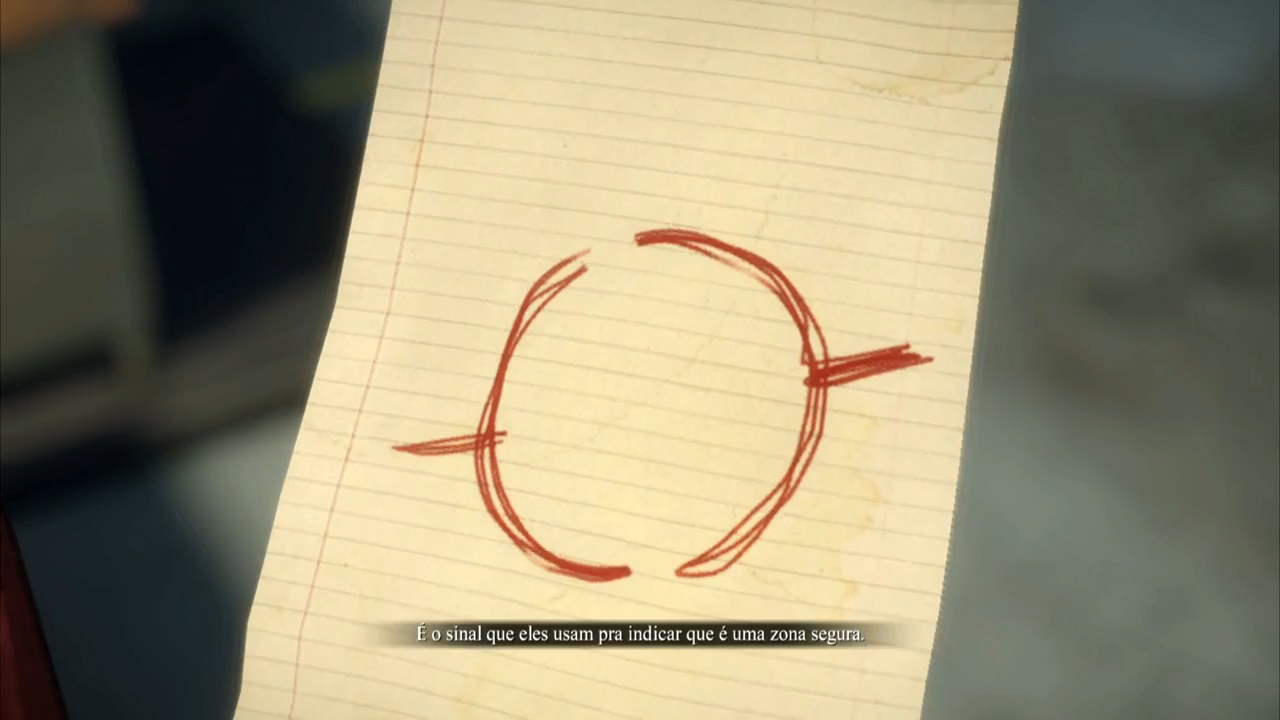 É o sinal que eles usam pra indicar que é uma zona segura.